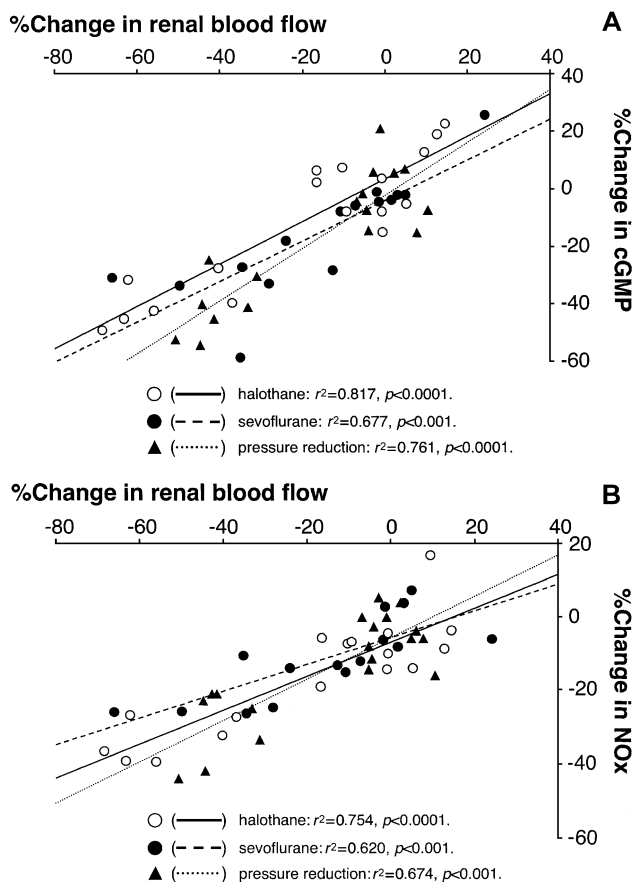 %Change in renal blood flow
A
-80 -60 -40 -20 0 20 40
40
20
0
-20
-40
-60
%Change in cGMP
halothane: r²=0.817, p<0.0001.
sevoflurane: r²=0.677, p<0.001.
pressure reduction: r²=0.761, p<0.0001.
%Change in renal blood flow
B
-80 -60 -40 -20 0 20 40
20
0
-20
-40
-60
%Change in NOx
halothane: r²=0.754, p<0.0001.
sevoflurane: r²=0.620, p<0.001.
pressure reduction: r²=0.674, p<0.001.